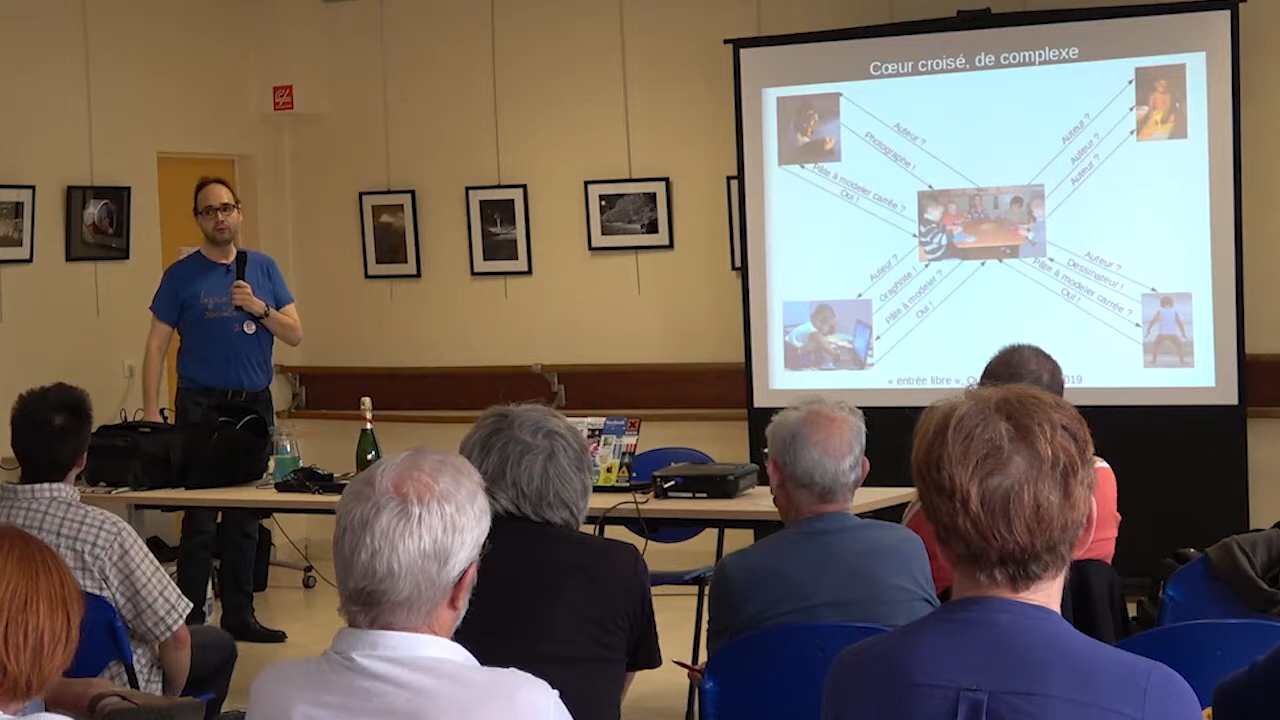 Cœur croisé, de complexe
Auteur ?
Photographe !
Pâte à modeler carrée ?
Oui !
Auteur ?
Auteur ?
Auteur ?
Auteur ?
Graphiste !
Pâte à modeler ?
Oui !
Auteur ?
Dessinateur !
Pâte à modeler carrée ?
Oui !
« entrée libre »,
2019